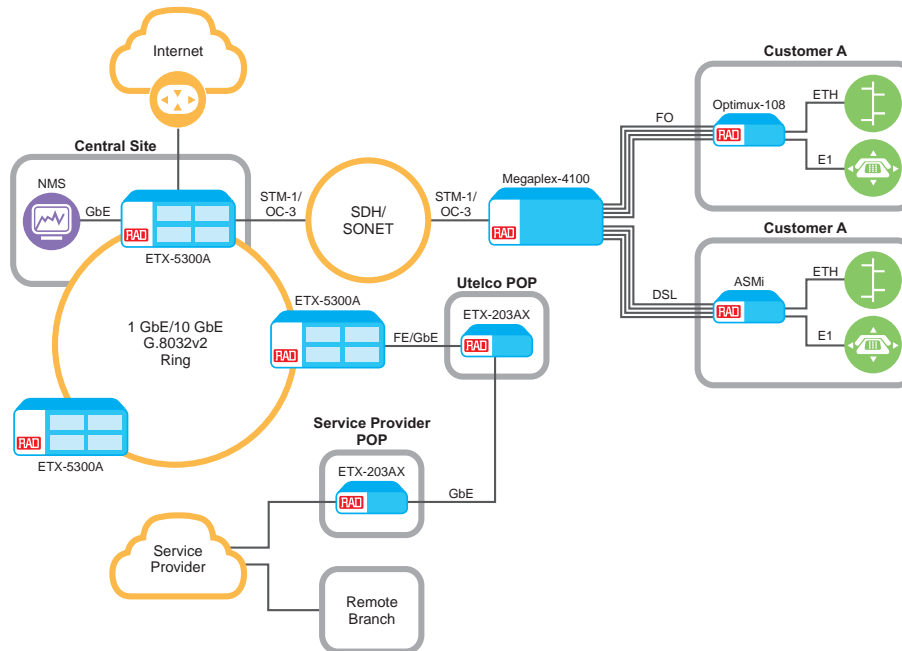 Internet
Central Site
NMS
GbE
RAD
ETX-5300A
STM-1/
OC-3
SDH/
SONET
STM-1/
OC-3
Megaplex-4100
RAD
FO
Customer A
Optimux-108
RAD
ETH
E1
DSL
Customer A
ASMi
RAD
ETH
E1
1 GbE/10 GbE
G.8032v2
Ring
ETX-5300A
RAD
FE/GbE
Utelco POP
ETX-203AX
RAD
RAD
ETX-5300A
Service Provider
POP
ETX-203AX
RAD
GbE
Service
Provider
Remote
Branch